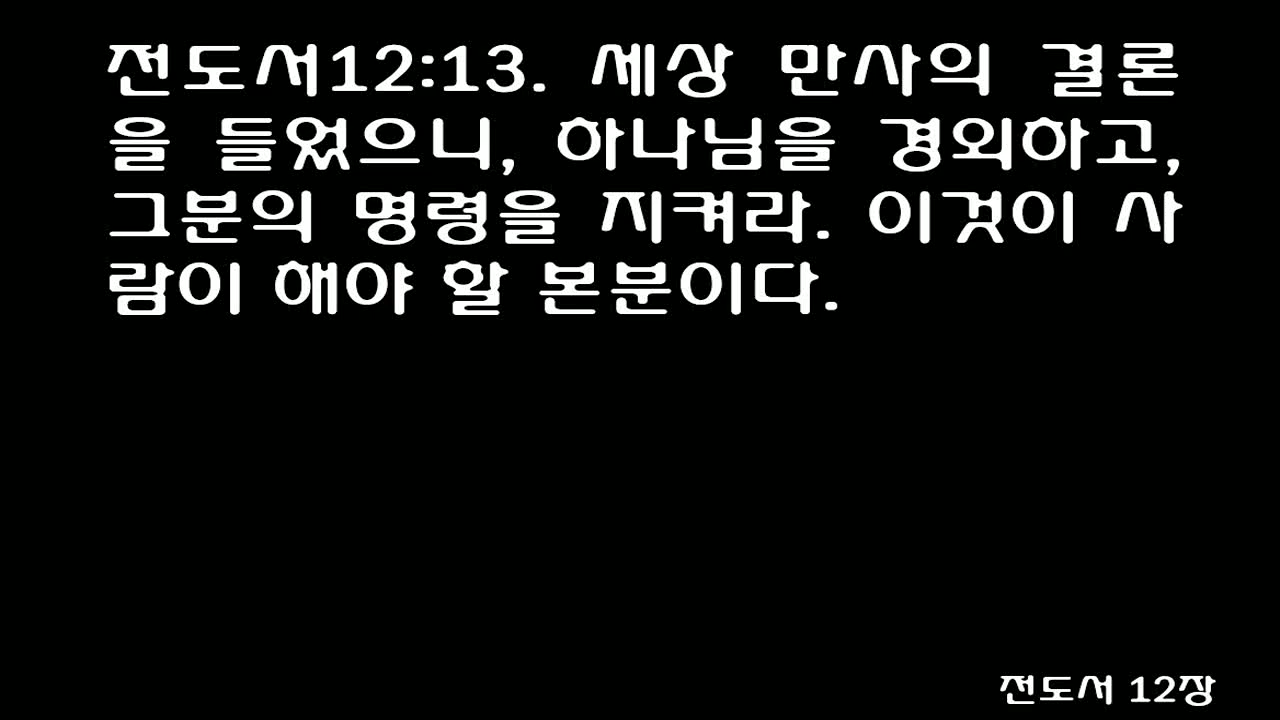 전도서12:13. 세상 만사의 결론
을 들었으니, 하나님을 경외하고,
그분의 명령을 지켜라. 이것이 사
람이 해야 할 본분이다.
전도서 12장